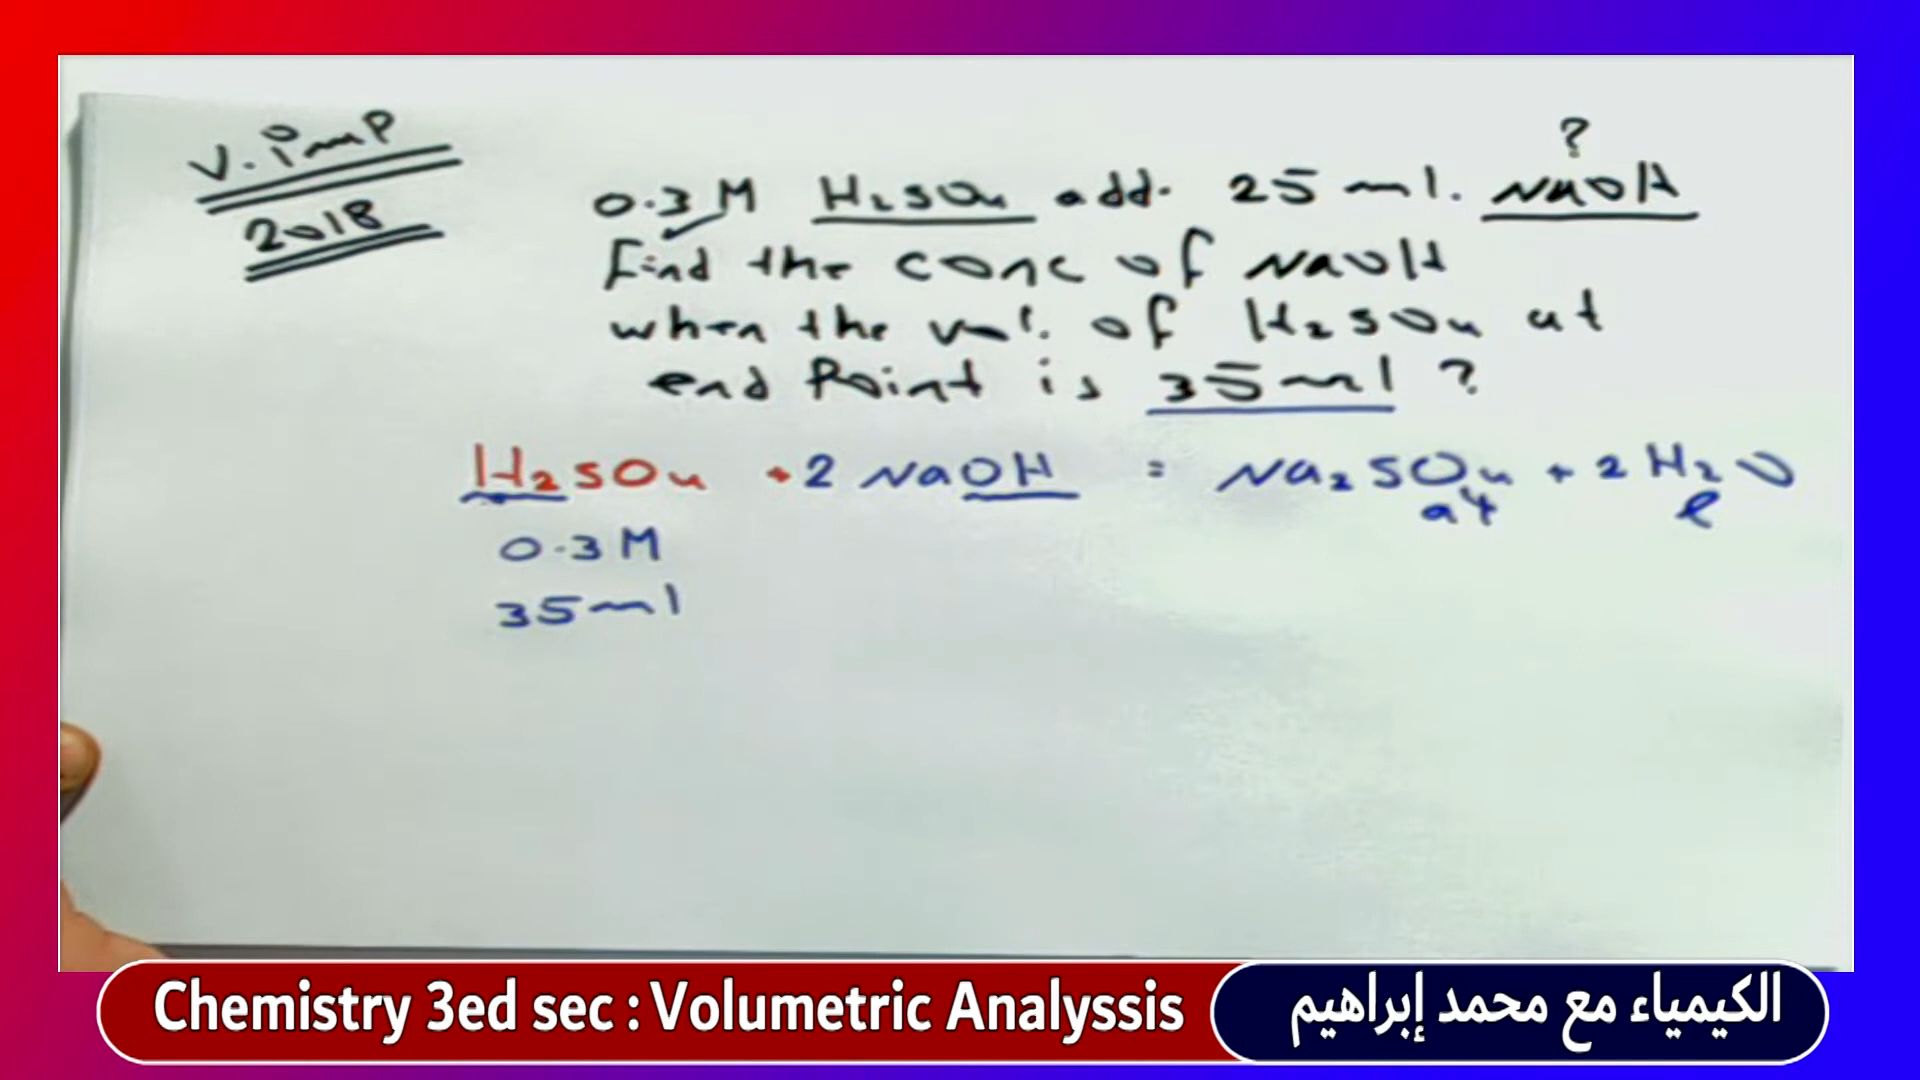 V. imp
2018
0.3 M H₂SO₄ add. 25 ml. NaOH
?
Find the conc of NaOH
when the vol. of H₂SO₄ at
end point is 35 ml ?
H₂SO₄ + 2 NaOH = Na₂SO₄ + 2 H₂O
l
0.3 M
35 ml
Chemistry 3ed sec : Volumetric Analyssis
الكيمياء مع محمد إبراهيم